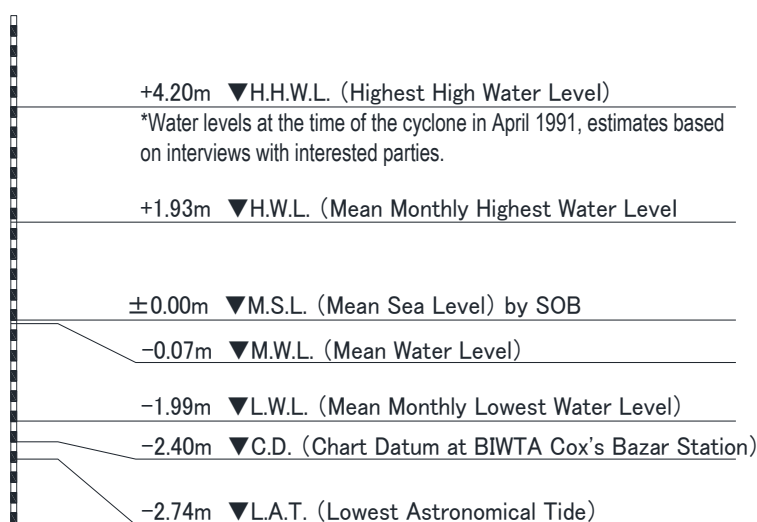 +4.20m ▼H.H.W.L. (Highest High Water Level)
*Water levels at the time of the cyclone in April 1991, estimates based
on interviews with interested parties.
+1.93m ▼H.W.L. (Mean Monthly Highest Water Level
±0.00m ▼M.S.L. (Mean Sea Level) by SOB
−0.07m ▼M.W.L. (Mean Water Level)
−1.99m ▼L.W.L. (Mean Monthly Lowest Water Level)
−2.40m ▼C.D. (Chart Datum at BIWTA Cox's Bazar Station)
−2.74m ▼L.A.T. (Lowest Astronomical Tide)